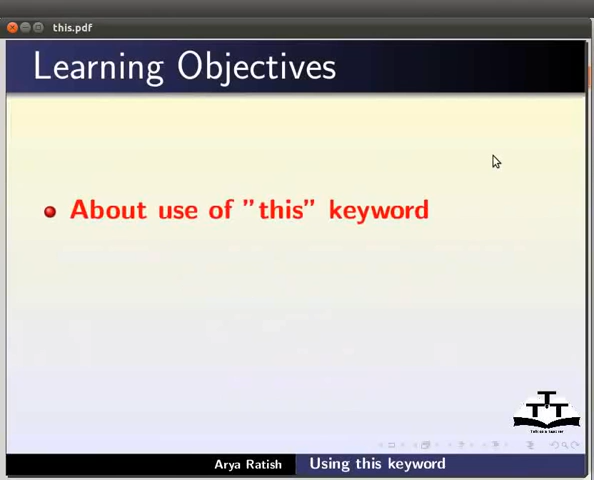 this.pdf
Learning Objectives
About use of "this" keyword
Arya Ratish
Using this keyword